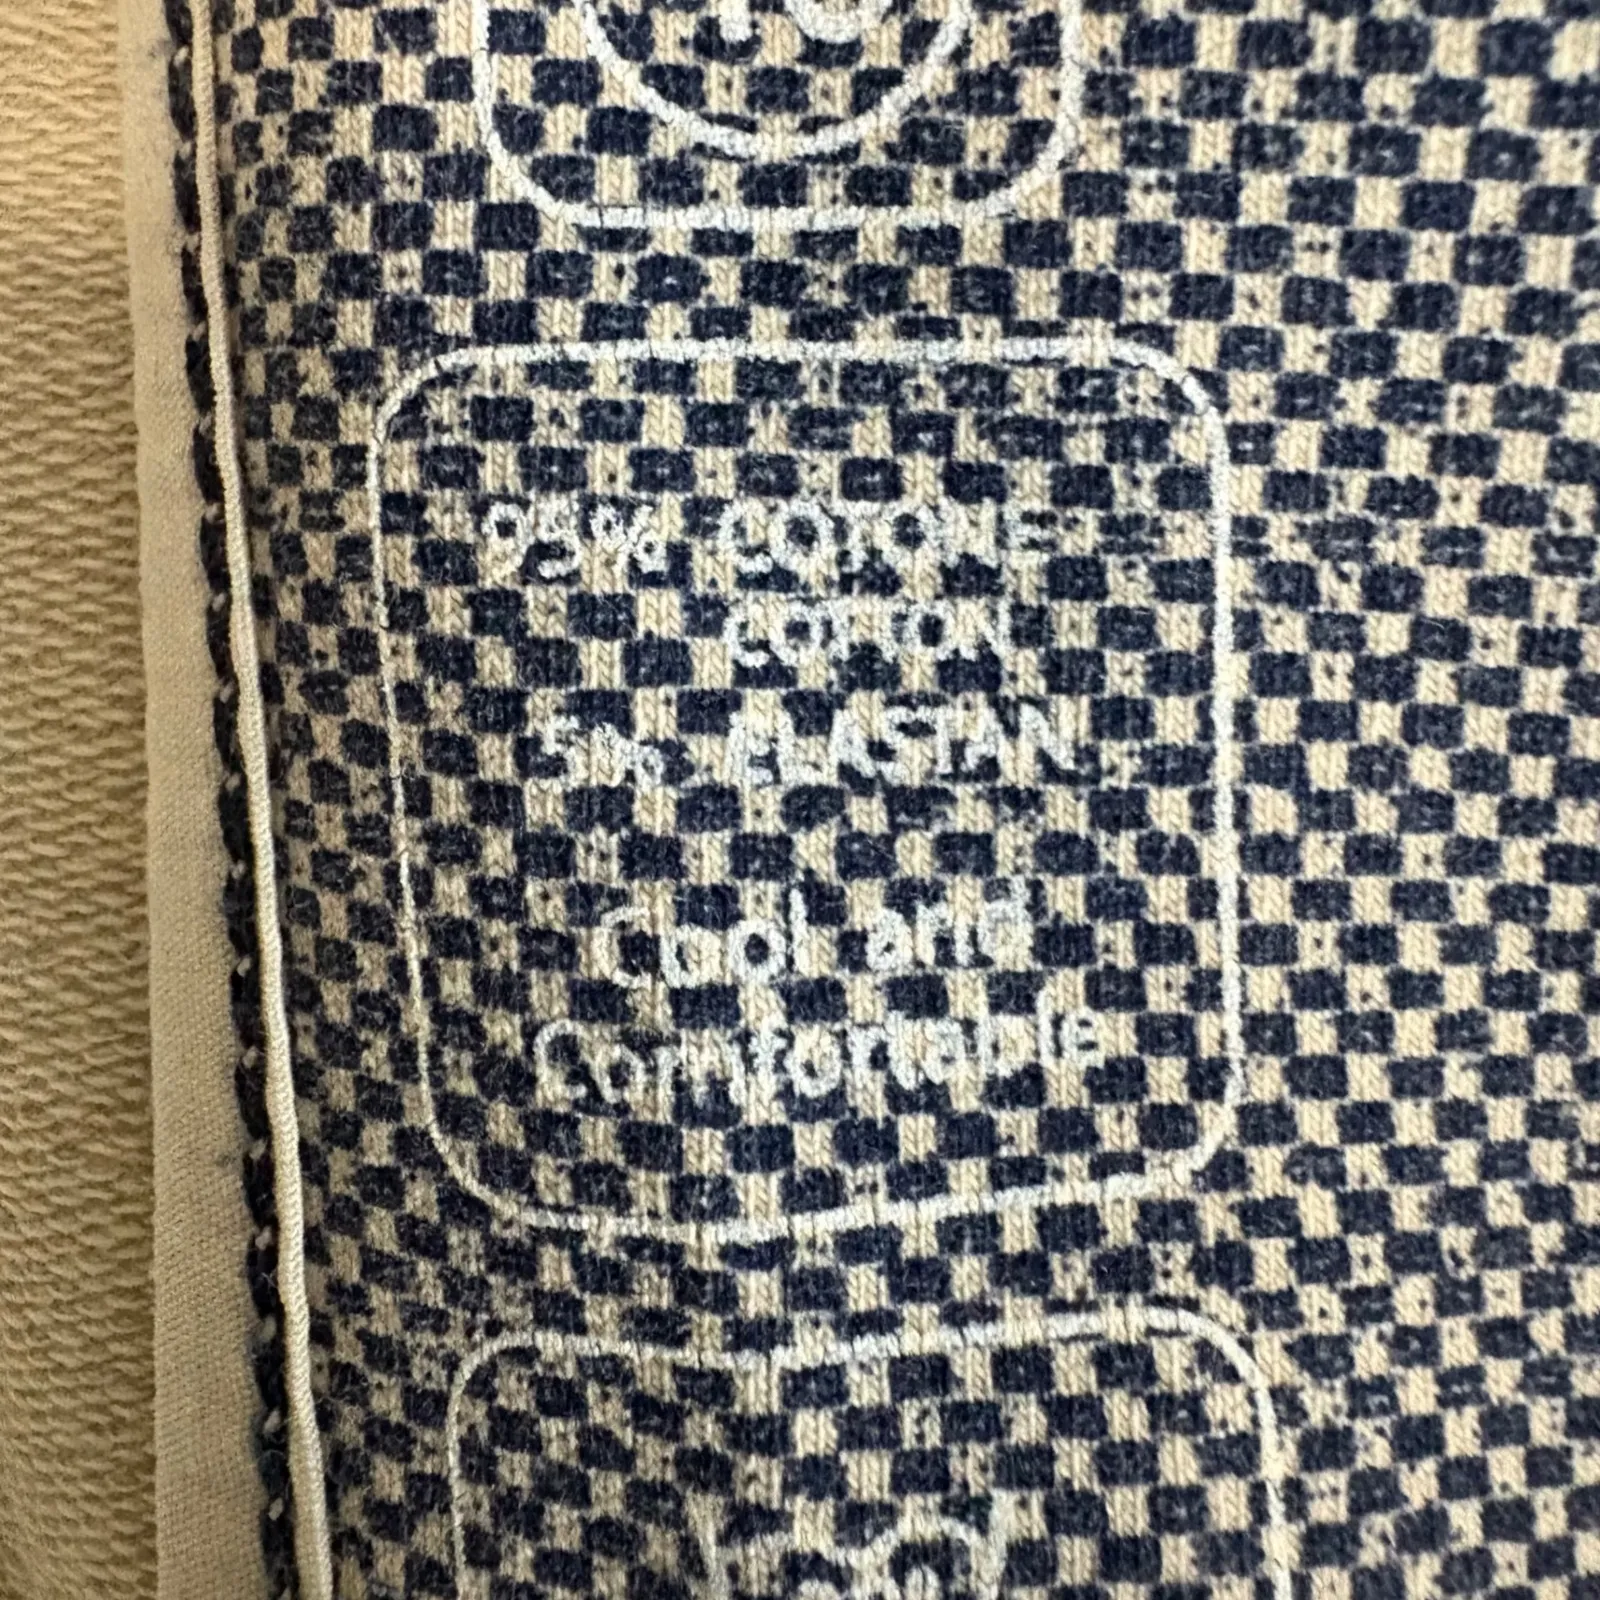 95% COTONE
COTTON
5% ELASTAN
Cool and
Comfortable